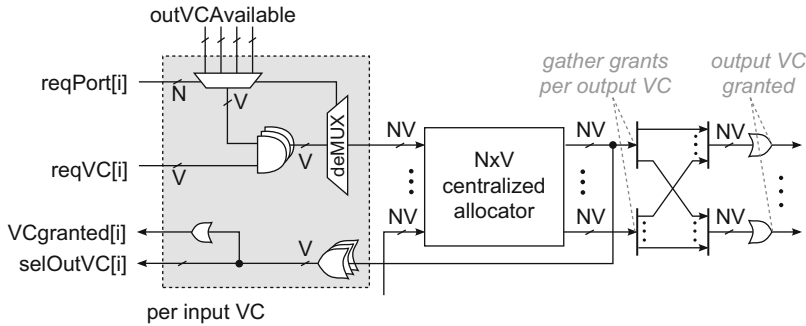 outVCAvailable
reqPort[i]
N
V
reqVC[i]
V
V
deMUX
NV
NV
NxV
centralized
allocator
NV
NV
gather grants
per output VC
output VC
granted
NV
NV
VCgranted[i]
selOutVC[i]
V
per input VC